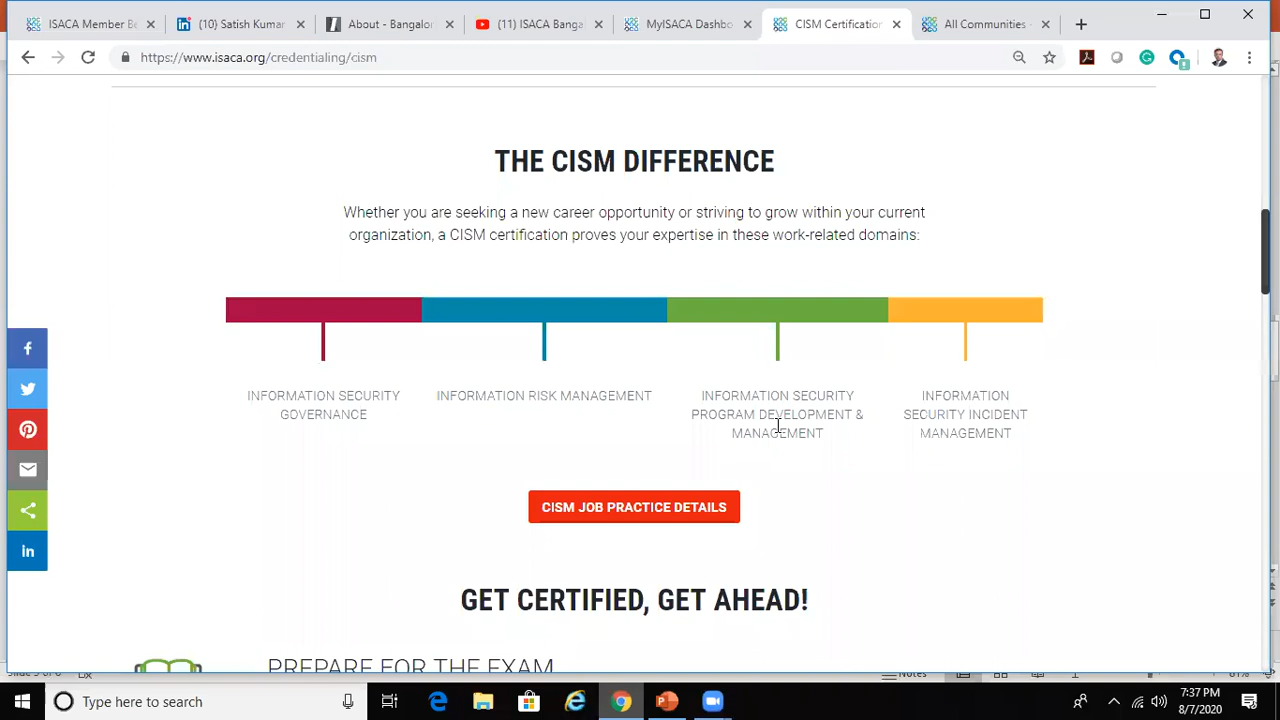 ISACA Member Be
(10) Satish Kumar
About - Bangalor
(11) ISACA Banga
MyISACA Dashbo
CISM Certification
All Communities -
https://www.isaca.org/credentialing/cism
THE CISM DIFFERENCE
Whether you are seeking a new career opportunity or striving to grow within your current
organization, a CISM certification proves your expertise in these work-related domains:
INFORMATION SECURITY
GOVERNANCE
INFORMATION RISK MANAGEMENT
INFORMATION SECURITY
PROGRAM DEVELOPMENT &
MANAGEMENT
INFORMATION
SECURITY INCIDENT
MANAGEMENT
CISM JOB PRACTICE DETAILS
GET CERTIFIED, GET AHEAD!
PREPARE FOR THE EXAM
Notes
Type here to search
7:37 PM
8/7/2020